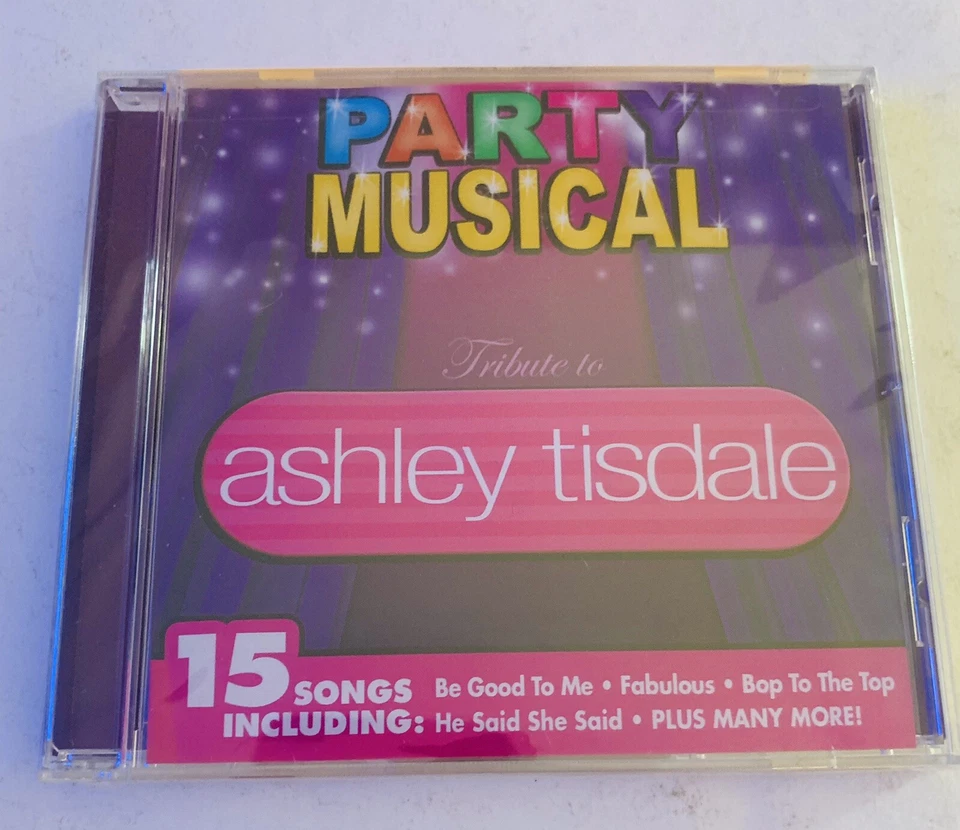 PARTY
MUSICAL
Tribute to
ashley tisdale
15 SONGS
INCLUDING:
Be Good To Me • Fabulous • Bop To The Top
He Said She Said • PLUS MANY MORE!